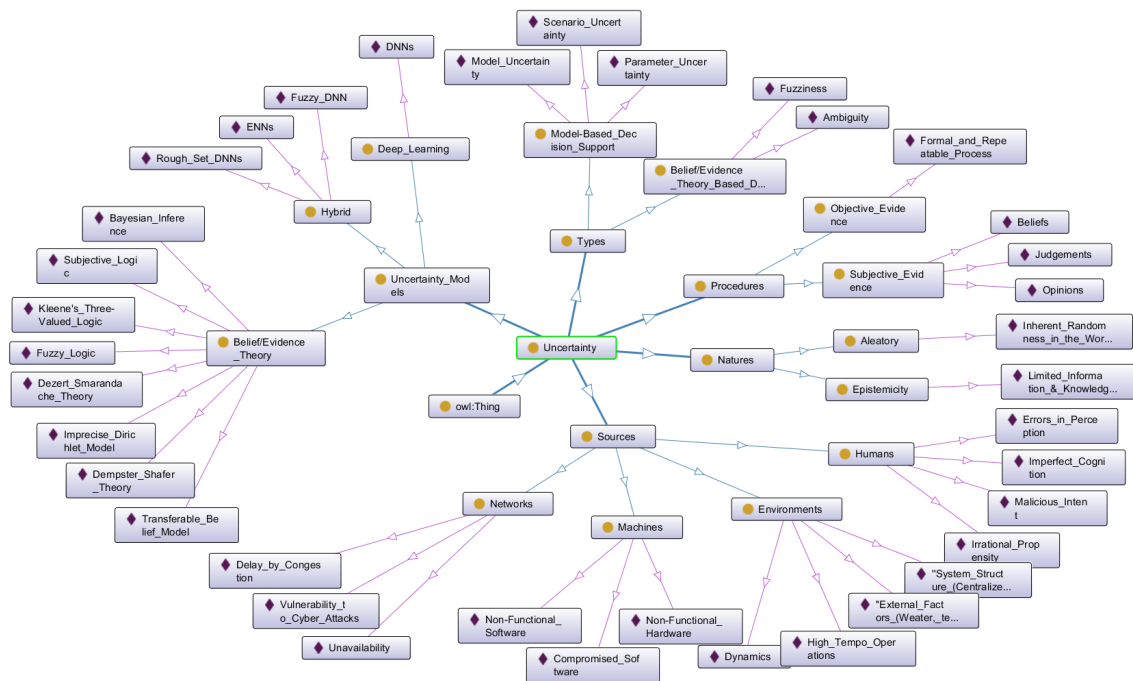 Scenario_Uncert
ainty
DNNs
Model_Uncertain
ty
Parameter_Uncer
tainty
Fuzziness
Fuzzy_DNN
Ambiguity
ENNs
Deep_Learning
Model-Based_Dec
ision_Support
Formal_and_Repe
atable_Process
Rough_Set_DNNs
Belief/Evidence
_Theory_Based_D...
Hybrid
Objective_Evide
nce
Bayesian_Infere
nce
Beliefs
Types
Judgements
Subjective_Logi
c
Uncertainty_Mod
els
Procedures
Subjective_Evid
ence
Opinions
Kleene's_Three-
Valued_Logic
Belief/Evidence
_Theory
Inherent_Random
ness_in_the_Wor...
Fuzzy_Logic
Uncertainty
Aleatory
Natures
Dezert_Smaranda
che_Theory
Epistemicity
Limited_Informa
tion_&_Knowledg...
owl:Thing
Errors_in_Perce
ption
Imprecise_Diric
hlet_Model
Sources
Humans
Imperfect_Cogni
tion
Dempster_Shafer
_Theory
Networks
Environments
Malicious_Inten
t
Transferable_Be
lief_Model
Machines
Irrational_Prop
ensity
Delay_by_Conges
tion
"System_Struct
ure_(Centralize...
Vulnerability_t
o_Cyber_Attacks
Non-Functional_
Software
Non-Functional_
Hardware
"External_Fact
ors_(Weater,_te...
Unavailability
Compromised_Sof
tware
Dynamics
High_Tempo_Oper
ations